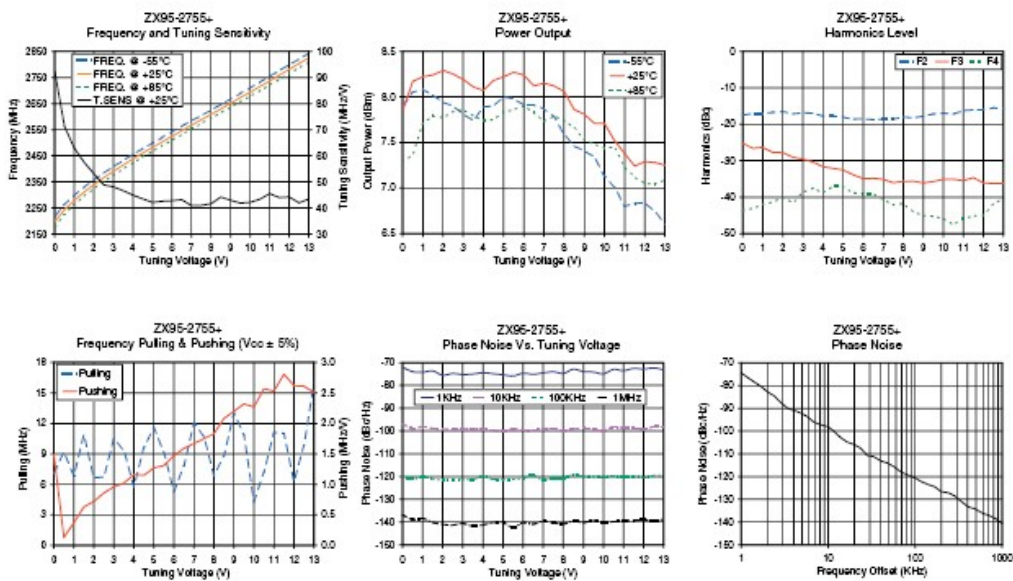 ZX95-2755+
Frequency and Tuning Sensitivity
2850
2750
2650
2550
2450
2350
2250
2150
Frequency (MHz)
FREQ. @ -55°C
FREQ. @ +25°C
FREQ. @ +85°C
T.SENS @ +25°C
100
90
80
70
60
50
40
30
Tuning Sensitivity (MHz/V)
0 1 2 3 4 5 6 7 8 9 10 11 12 13
Tuning Voltage (V)
ZX95-2755+
Power Output
8.5
8.0
7.5
7.0
6.5
Output Power (dBm)
-55°C
+25°C
+85°C
0 1 2 3 4 5 6 7 8 9 10 11 12 13
Tuning Voltage (V)
ZX95-2755+
Harmonics Level
0
-10
-20
-30
-40
-50
Harmonics (dBc)
F2 F3 F4
0 1 2 3 4 5 6 7 8 9 10 11 12 13
Tuning Voltage (V)
ZX95-2755+
Frequency Pulling & Pushing (Vcc ± 5%)
18
15
12
9
6
3
0
Pulling (MHz)
Pulling
Pushing
3.0
2.5
2.0
1.5
1.0
0.5
0.0
Pushing (MHz/V)
0 1 2 3 4 5 6 7 8 9 10 11 12 13
Tuning Voltage (V)
ZX95-2755+
Phase Noise Vs. Tuning Voltage
-70
-80
-90
-100
-110
-120
-130
-140
-150
Phase Noise (dBc/Hz)
1KHz 10KHz 100KHz 1MHz
0 1 2 3 4 5 6 7 8 9 10 11 12 13
Tuning Voltage (V)
ZX95-2755+
Phase Noise
-70
-80
-90
-100
-110
-120
-130
-140
-150
Phase Noise (dBc/Hz)
1 10 100 1000
Frequency Offset (KHz)